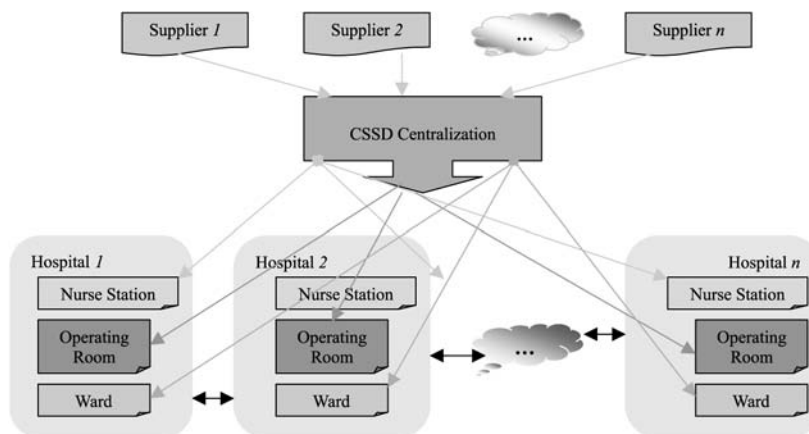 Supplier 1
Supplier 2
...
Supplier n
CSSD Centralization
Hospital 1
Nurse Station
Operating
Room
Ward
Hospital 2
Nurse Station
Operating
Room
Ward
...
Hospital n
Nurse Station
Operating
Room
Ward